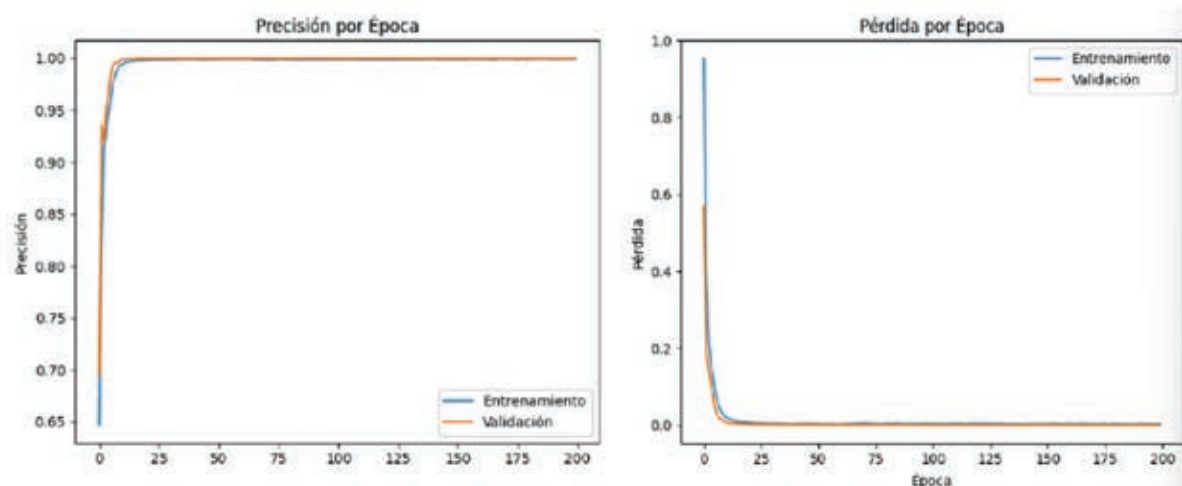 Precisión por Época
Precisión
1.00
0.95
0.90
0.85
0.80
0.75
0.70
0.65
0 25 50 75 100 125 150 175 200
Entrenamiento
Validación
Pérdida por Época
Pérdida
1.0
0.8
0.6
0.4
0.2
0.0
0 25 50 75 100 125 150 175 200
Época
Entrenamiento
Validación